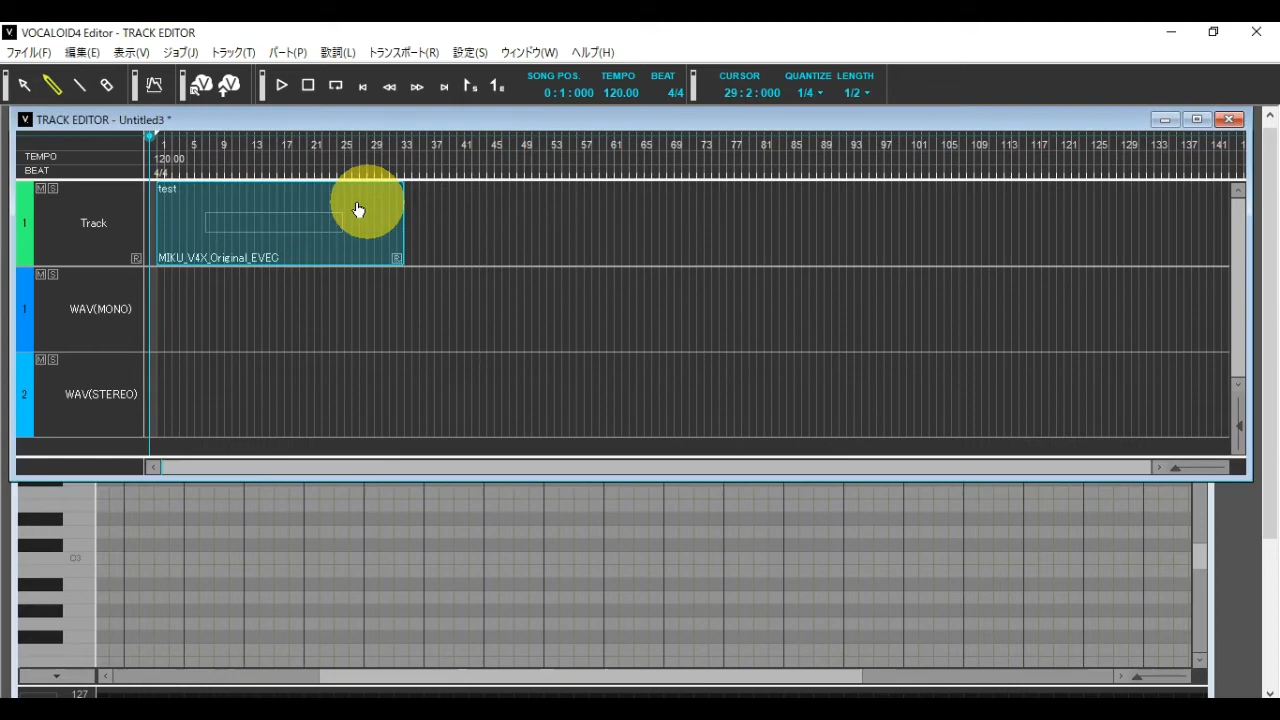 VOCALOID4 Editor - TRACK EDITOR
ファイル(F) 編集(E) 表示(V) ジョブ(J) トラック(T) パート(P) 歌詞(L) トランスポート(R) 設定(S) ウィンドウ(W) ヘルプ(H)
SONG POS. TEMPO BEAT CURSOR QUANTIZE LENGTH
0:1:000 120.00 4/4 29:2:000 1/4 1/2
TRACK EDITOR - Untitled3 *
1 5 9 13 17 21 25 29 33 37 41 45 49 53 57 61 65 69 73 77 81 85 89 93 97 101 105 109 113 117 121 125 129 133 137 141 1
TEMPO 120.00
BEAT 4/4
M S test
1 Track
R MIKU_V4X_Original_EVEC R
M S
1 WAV(MONO)
M S
2 WAV(STEREO)
C3
127